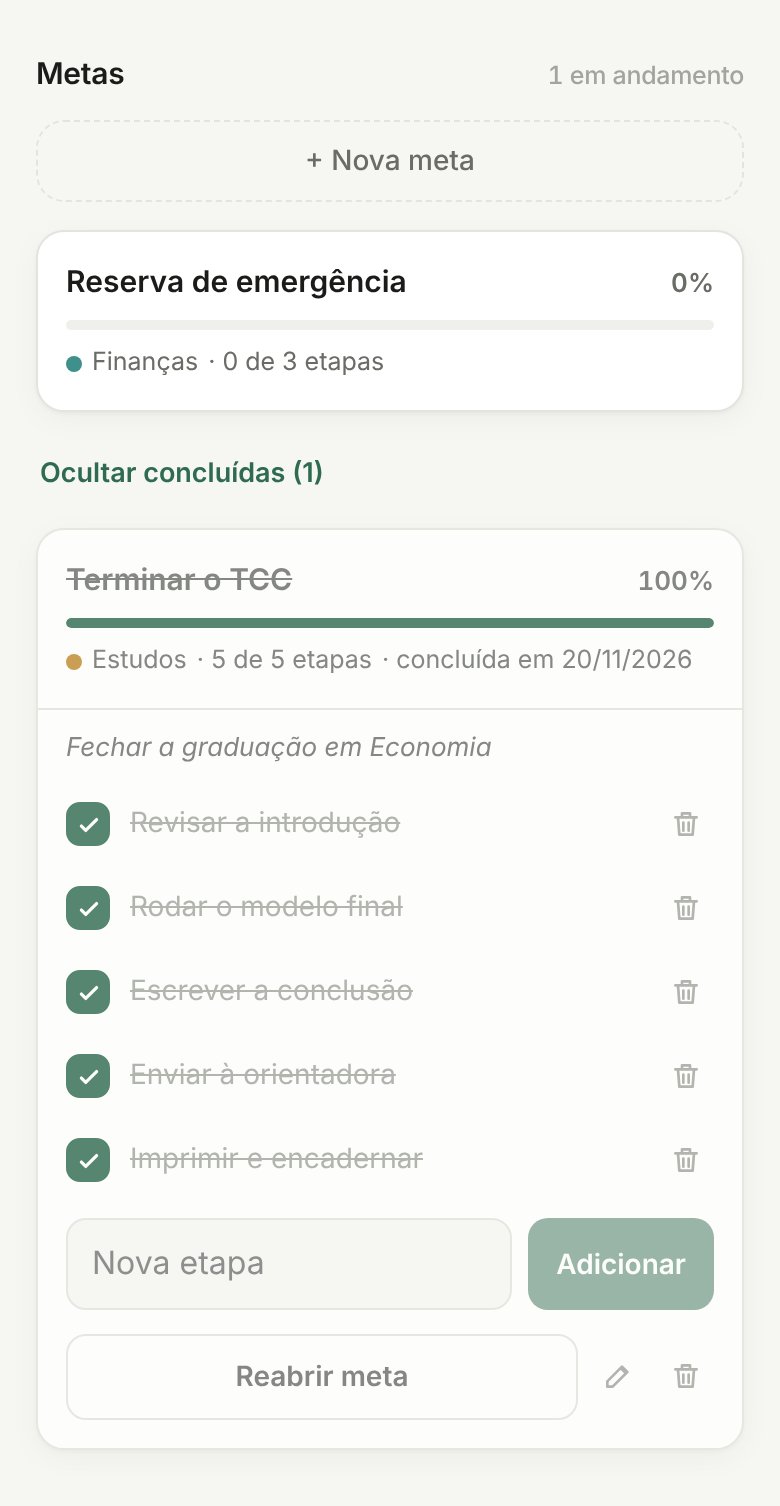 Metas
1 em andamento
+ Nova meta
Reserva de emergência
0%
Finanças · 0 de 3 etapas
Ocultar concluídas (1)
Terminar o TCC
100%
Estudos · 5 de 5 etapas · concluída em 20/11/2026
Fechar a graduação em Economia
Revisar a introdução
Rodar o modelo final
Escrever a conclusão
Enviar à orientadora
Imprimir e encadernar
Nova etapa
Adicionar
Reabrir meta